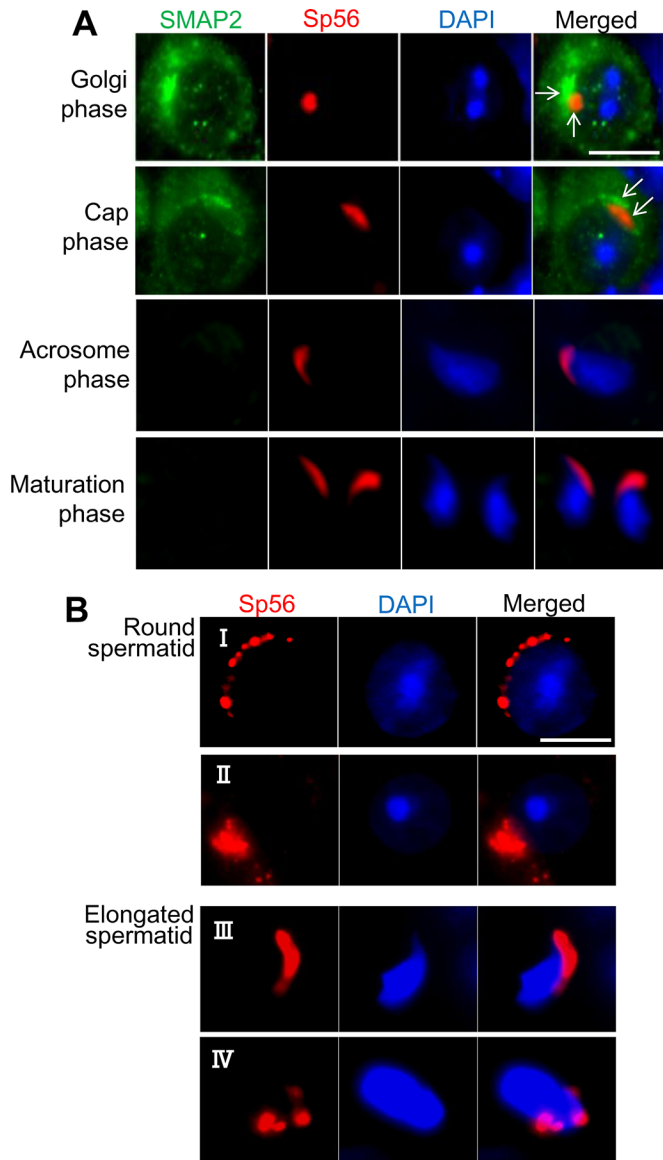 A
SMAP2 Sp56 DAPI Merged
Golgi
phase
Cap
phase
Acrosome
phase
Maturation
phase
B
Sp56 DAPI Merged
Round
spermatid
I
II
Elongated
spermatid
III
IV